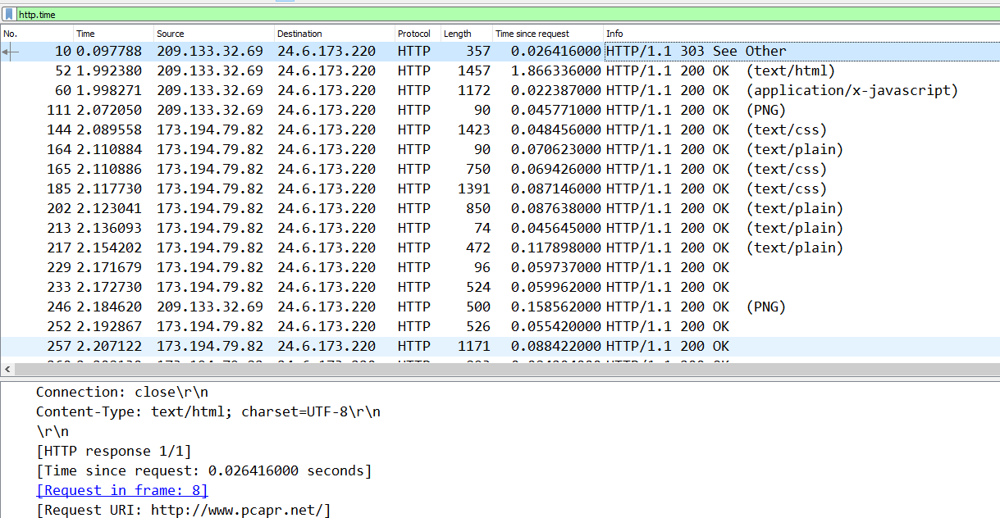 http.time
No. Time Source Destination Protocol Length Time since request Info
10 0.097788 209.133.32.69 24.6.173.220 HTTP 357 0.026416000 HTTP/1.1 303 See Other
52 1.992380 209.133.32.69 24.6.173.220 HTTP 1457 1.866336000 HTTP/1.1 200 OK (text/html)
60 1.998271 209.133.32.69 24.6.173.220 HTTP 1172 0.022387000 HTTP/1.1 200 OK (application/x-javascript)
111 2.072050 209.133.32.69 24.6.173.220 HTTP 90 0.045771000 HTTP/1.1 200 OK (PNG)
144 2.089558 173.194.79.82 24.6.173.220 HTTP 1423 0.048456000 HTTP/1.1 200 OK (text/css)
164 2.110884 173.194.79.82 24.6.173.220 HTTP 90 0.070623000 HTTP/1.1 200 OK (text/plain)
165 2.110886 173.194.79.82 24.6.173.220 HTTP 750 0.069426000 HTTP/1.1 200 OK (text/css)
185 2.117730 173.194.79.82 24.6.173.220 HTTP 1391 0.087146000 HTTP/1.1 200 OK (text/css)
202 2.123041 173.194.79.82 24.6.173.220 HTTP 850 0.087638000 HTTP/1.1 200 OK (text/plain)
213 2.136093 173.194.79.82 24.6.173.220 HTTP 74 0.045645000 HTTP/1.1 200 OK (text/plain)
217 2.154202 173.194.79.82 24.6.173.220 HTTP 472 0.117898000 HTTP/1.1 200 OK (text/plain)
229 2.171679 173.194.79.82 24.6.173.220 HTTP 96 0.059737000 HTTP/1.1 200 OK
233 2.172730 173.194.79.82 24.6.173.220 HTTP 524 0.059962000 HTTP/1.1 200 OK
246 2.184620 209.133.32.69 24.6.173.220 HTTP 500 0.158562000 HTTP/1.1 200 OK (PNG)
252 2.192867 173.194.79.82 24.6.173.220 HTTP 526 0.055420000 HTTP/1.1 200 OK
257 2.207122 173.194.79.82 24.6.173.220 HTTP 1171 0.088422000 HTTP/1.1 200 OK
Connection: close\r\n
Content-Type: text/html; charset=UTF-8\r\n
\r\n
[HTTP response 1/1]
[Time since request: 0.026416000 seconds]
[Request in frame: 8]
[Request URI: http://www.pcapr.net/]